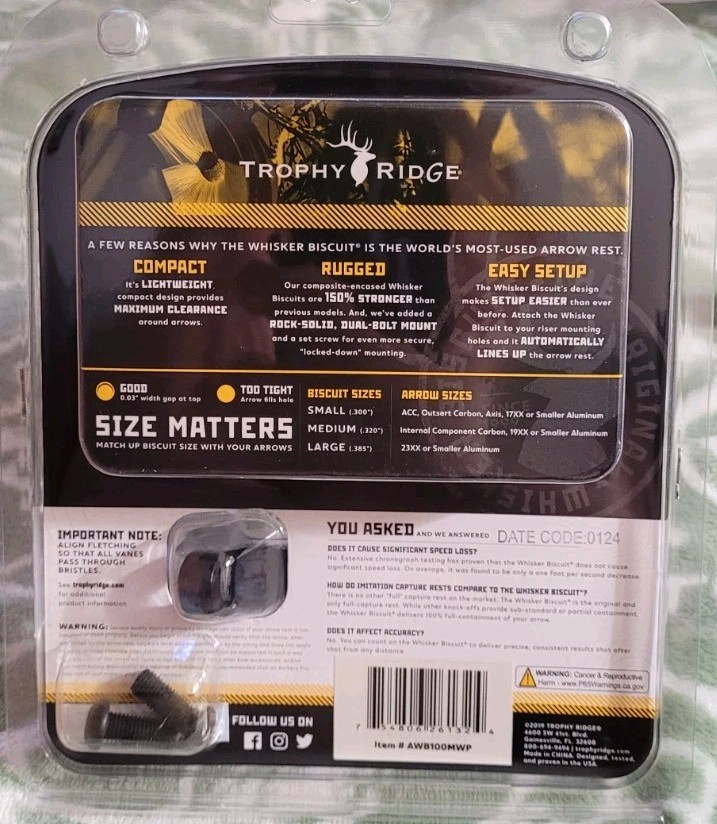 TROPHY RIDGE
A FEW REASONS WHY THE WHISKER BISCUIT® IS THE WORLD'S MOST-USED ARROW REST.
COMPACT
It's LIGHTWEIGHT,
compact design provides
MAXIMUM CLEARANCE
around arrows.
RUGGED
Our composite-encased Whisker
Biscuits are 150% STRONGER than
previous models. And, we've added a
ROCK-SOLID, DUAL-BOLT MOUNT
and a set screw for even more secure,
"locked-down" mounting.
EASY SETUP
The Whisker Biscuit's design
makes SETUP EASIER than ever
before. Attach the Whisker
Biscuit to your riser mounting
holes and it AUTOMATICALLY
LINES UP the arrow rest.
GOOD
0.03" width gap at top
TOO TIGHT
Arrow fills hole
SIZE MATTERS
MATCH UP BISCUIT SIZE WITH YOUR ARROWS
BISCUIT SIZES
SMALL (.300")
MEDIUM (.320")
LARGE (.385")
ARROW SIZES
ACC, Outsert Carbon, Axis, 17XX or Smaller Aluminum
Internal Component Carbon, 19XX or Smaller Aluminum
23XX or Smaller Aluminum
IMPORTANT NOTE:
ALIGN FLETCHING
SO THAT ALL VANES
PASS THROUGH
BRISTLES.
See trophyridge.com
for additional
product information
WARNING:
YOU ASKED AND WE ANSWERED DATE CODE:0124
DOES IT CAUSE SIGNIFICANT SPEED LOSS?
No. Extensive chronograph testing has proven that the Whisker Biscuit® does not cause
significant speed loss. On average, it was found to be only a one foot per second decrease.
HOW DO IMITATION CAPTURE RESTS COMPARE TO THE WHISKER BISCUIT?
There is no other "full" capture rest on the market. The Whisker Biscuit® is the original and
only full-capture rest. While other knock-offs provide sub-standard or partial containment,
the Whisker Biscuit® delivers 100% full-containment of your arrow.
DOES IT AFFECT ACCURACY?
No. You can count on the Whisker Biscuit® to deliver precise, consistent results shot after
shot from any distance
FOLLOW US ON
7 54806 26132 4
Item # AWB100MWP
WARNING: Cancer & Reproductive
Harm - www.P65Warnings.ca.gov
©2019 TROPHY RIDGE®
4600 SW 41st. Blvd.
Gainesville, FL 32608
800-694-9494 | trophyridge.com
Made in CHINA. Designed, tested,
and proven in the USA.